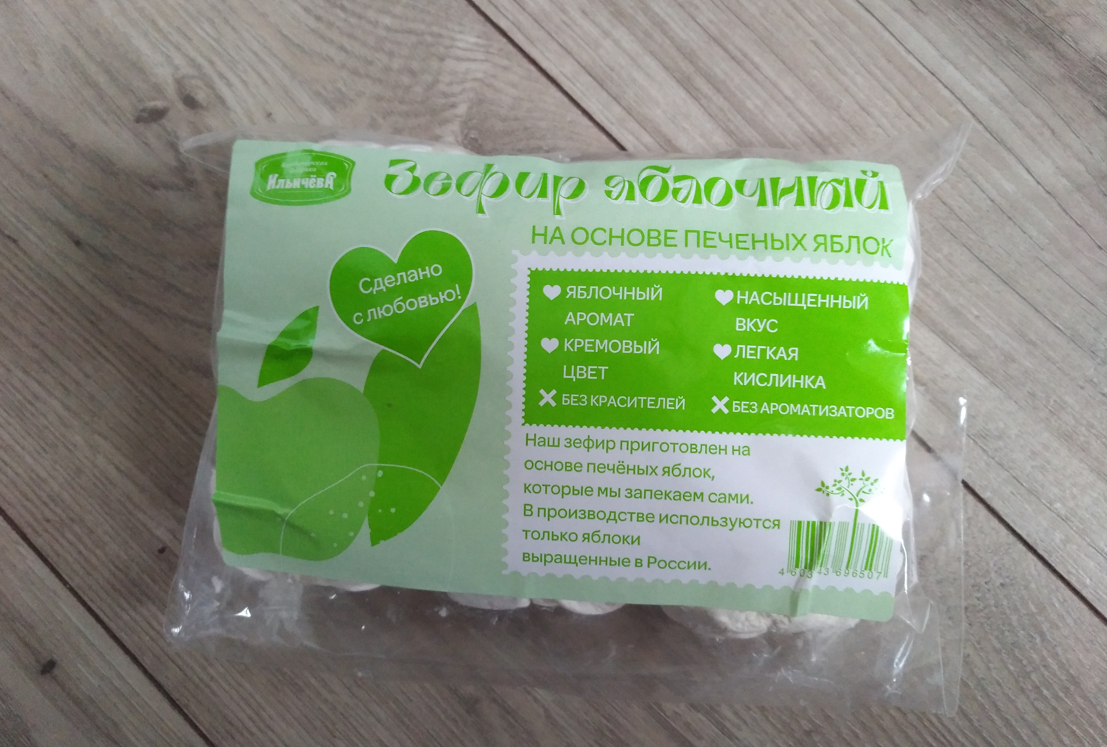 ИльичёвА
Зефир яблочный
НА ОСНОВЕ ПЕЧЕНЫХ ЯБЛОК
Сделано
с любовью!
ЯБЛОЧНЫЙ
АРОМАТ
КРЕМОВЫЙ
ЦВЕТ
БЕЗ КРАСИТЕЛЕЙ
НАСЫЩЕННЫЙ
ВКУС
ЛЕГКАЯ
КИСЛИНКА
БЕЗ АРОМАТИЗАТОРОВ
Наш зефир приготовлен на
основе печёных яблок,
которые мы запекаем сами.
В производстве используются
только яблоки
выращенные в России.